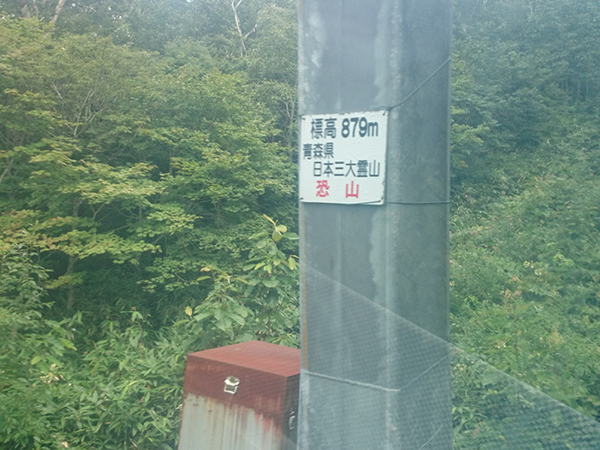 標高 879m
青森県
日本三大霊山
恐山